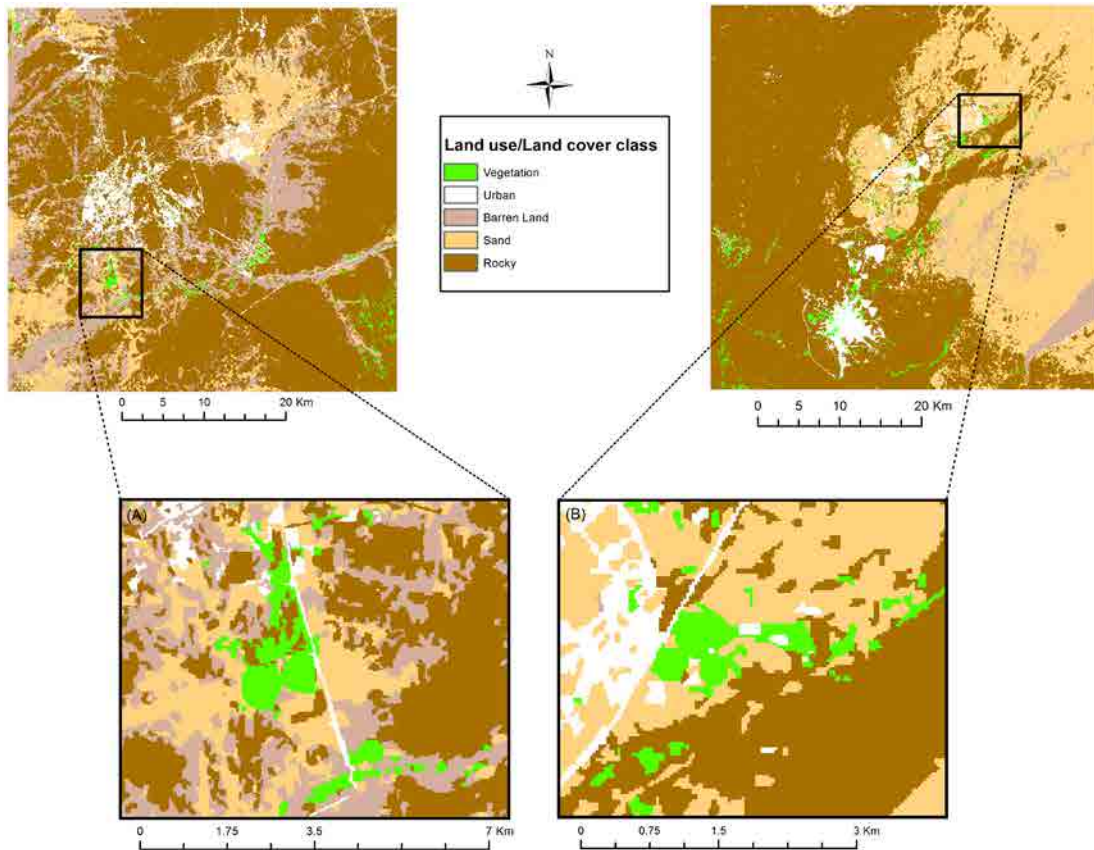 N
Land use/Land cover class
Vegetation
Urban
Barren Land
Sand
Rocky
0 5 10 20 Km
0 5 10 20 Km
(A)
(B)
0 1.75 3.5 7 Km
0 0.75 1.5 3 Km